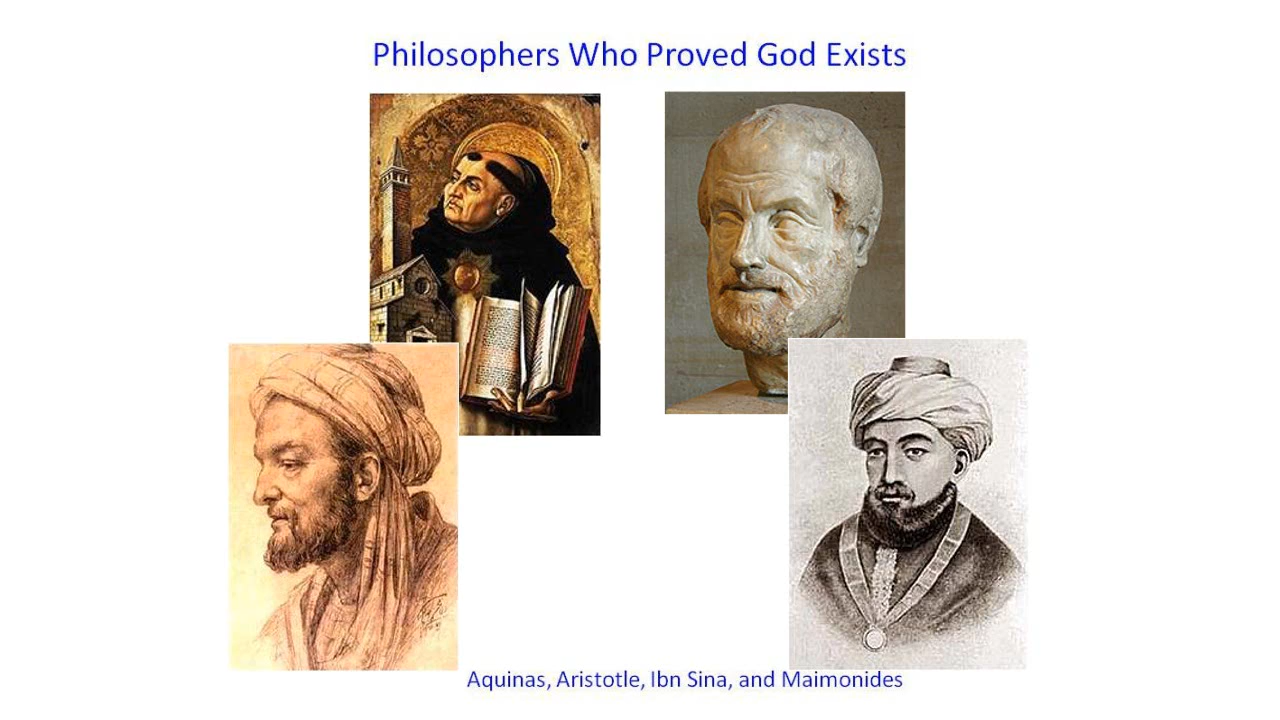 Philosophers Who Proved God Exists
Aquinas, Aristotle, Ibn Sina, and Maimonides